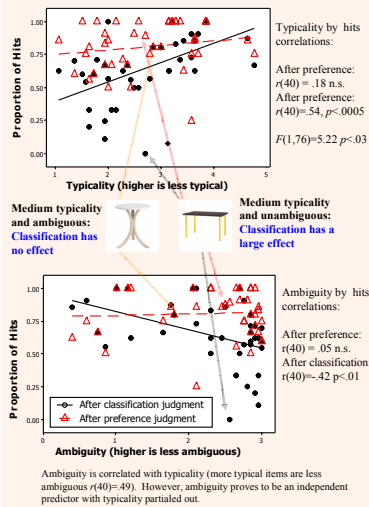 1.00
0.75
0.50
0.25
0.00
Proportion of Hits
1
2
3
4
5
Typicality (higher is less typical)
Typicality by hits
correlations:
After preference:
r(40) = .18 n.s.
After preference:
r(40)=.54, p<.0005
F(1,76)=5.22 p<.03
Medium typicality
and ambiguous:
Classification has
no effect
Medium typicality
and unambiguous:
Classification has a
large effect
1.00
0.75
0.50
0.25
0.00
Proportion of Hits
After classification judgment
After preference judgment
0
1
2
3
Ambiguity (higher is less ambiguous)
Ambiguity by hits
correlations:
After preference:
r(40) = .05 n.s.
After classification
r(40)=-.42 p<.01
Ambiguity is correlated with typicality (more typical items are less
ambiguous r(40)=.49). However, ambiguity proves to be an independent
predictor with typicality partialed out.